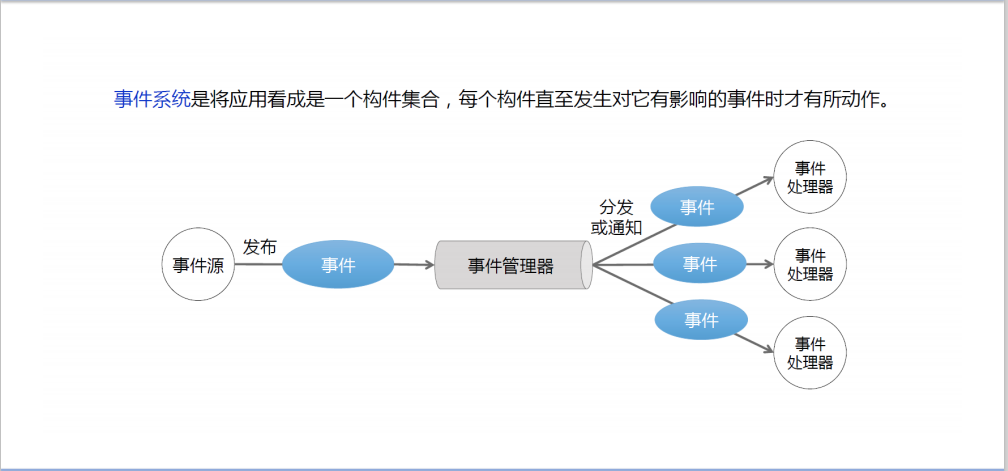 事件系统是将应用看成是一个构件集合，每个构件直至发生对它有影响的事件时才有所动作。
事件源
发布
事件
事件管理器
分发
或通知
事件
事件
事件
事件
处理器
事件
处理器
事件
处理器